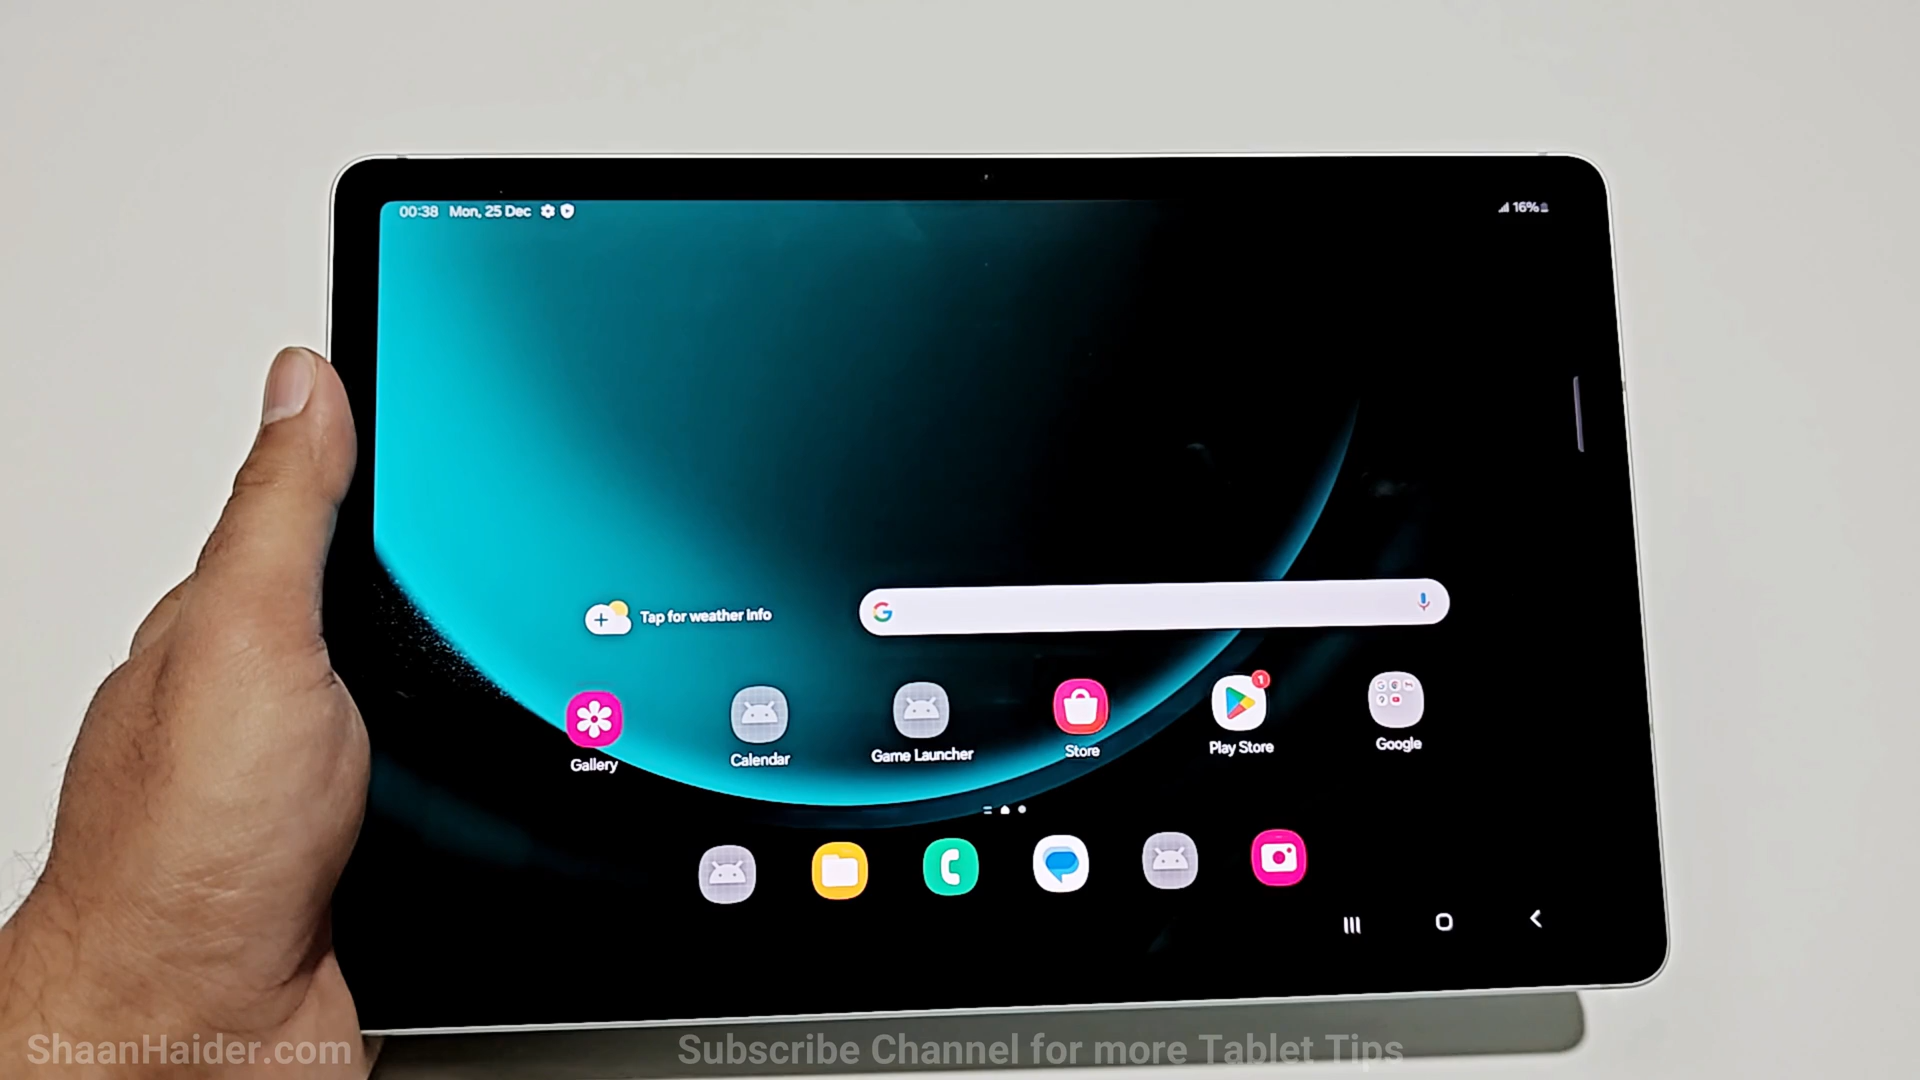 00:38 Mon, 25 Dec
16%
Tap for weather info
G
Gallery
Calendar
Game Launcher
Store
Play Store
1
Google
ShaanHaider.com
Subscribe Channel for more Tablet Tips